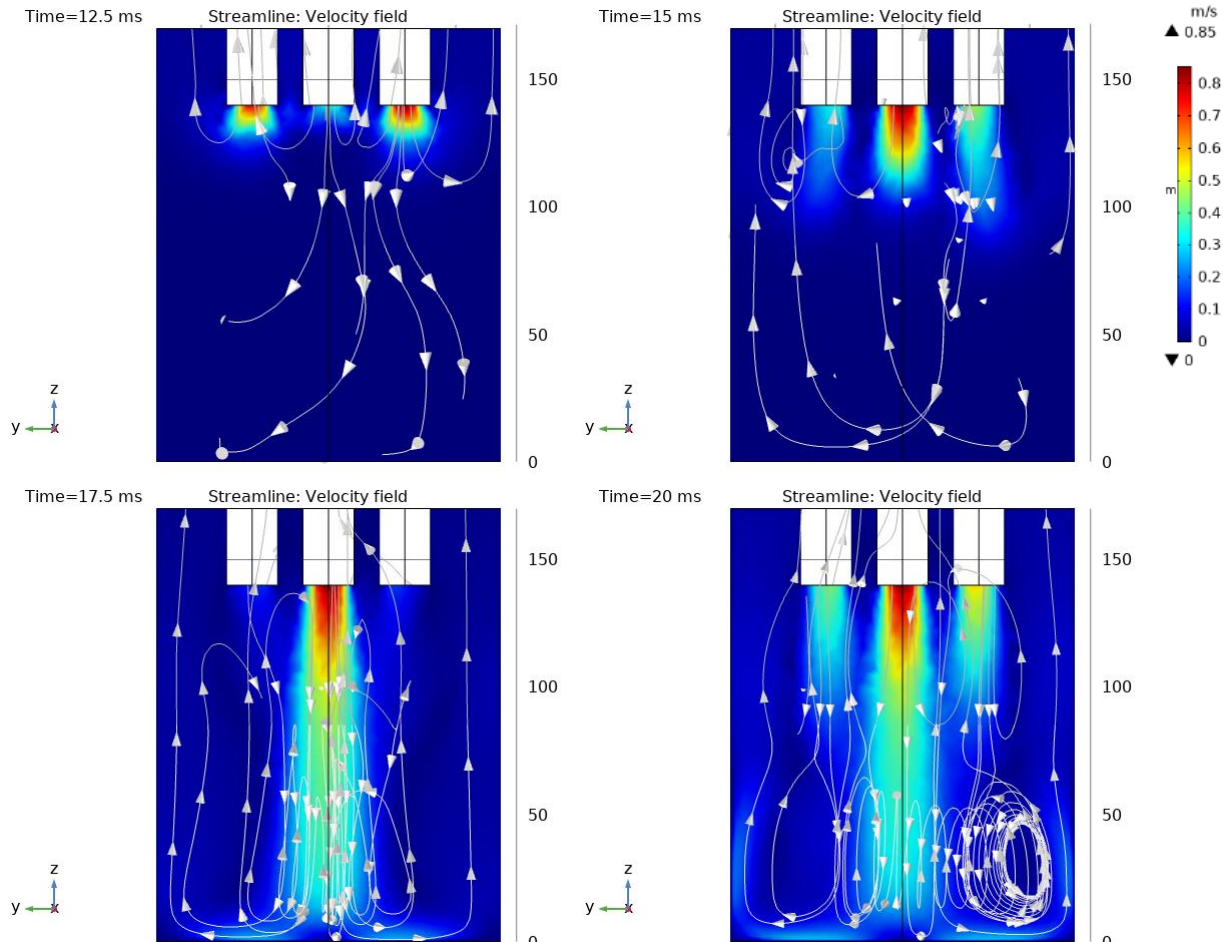 Time=12.5 ms Streamline: Velocity field
150
100
50
0
z
y x
Time=15 ms Streamline: Velocity field
150
100
50
0
z
y x
m
m/s
0.85
0.8
0.7
0.6
0.5
0.4
0.3
0.2
0.1
0
0
Time=17.5 ms Streamline: Velocity field
150
100
50
0
z
y x
Time=20 ms Streamline: Velocity field
150
100
50
0
z
y x